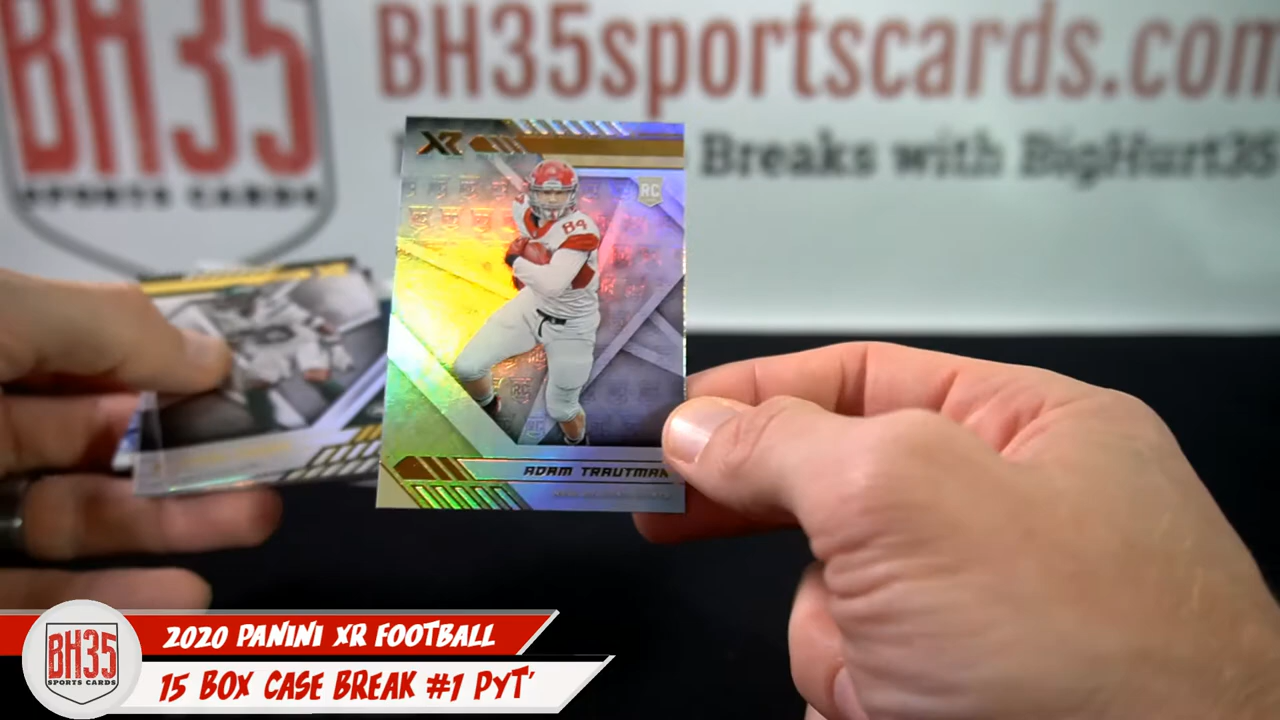 BH35
SPORTS CARDS
BH35sportscards.com
Breaks with BigHurt35
XR
RC
84
ADAM TRAUTMAN
BH35
SPORTS CARDS
2020 PANINI XR FOOTBALL
15 BOX CASE BREAK #1 PYT'